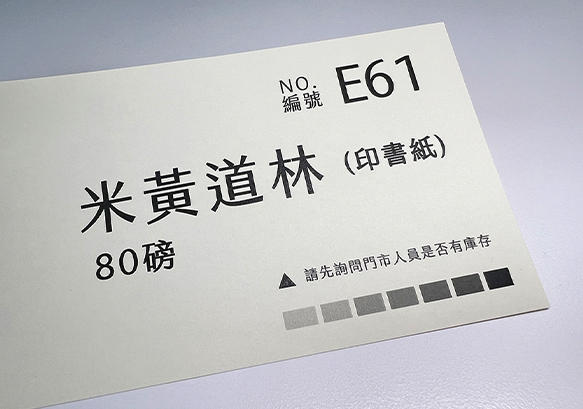 NO.
編號 E61
米黃道林 (印書紙)
80磅
▲ 請先詢問門市人員是否有庫存